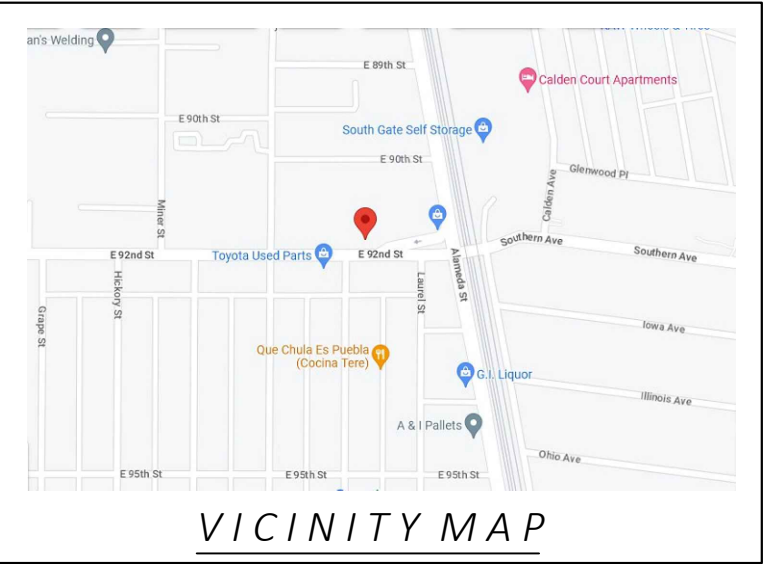 an's Welding
E 89th St
Calden Court Apartments
E 90th St
South Gate Self Storage
E 90th St
Glenwood Pl
Calden Ave
Miner St
E 92nd St
Toyota Used Parts
E 92nd St
Southern Ave
Southern Ave
Alameda St
Hickory St
Laurel St
Grape St
Iowa Ave
Que Chula Es Puebla
(Cocina Tere)
G.I. Liquor
Illinois Ave
A & I Pallets
Ohio Ave
E 95th St
E 95th St
E 95th St
VICINITY MAP